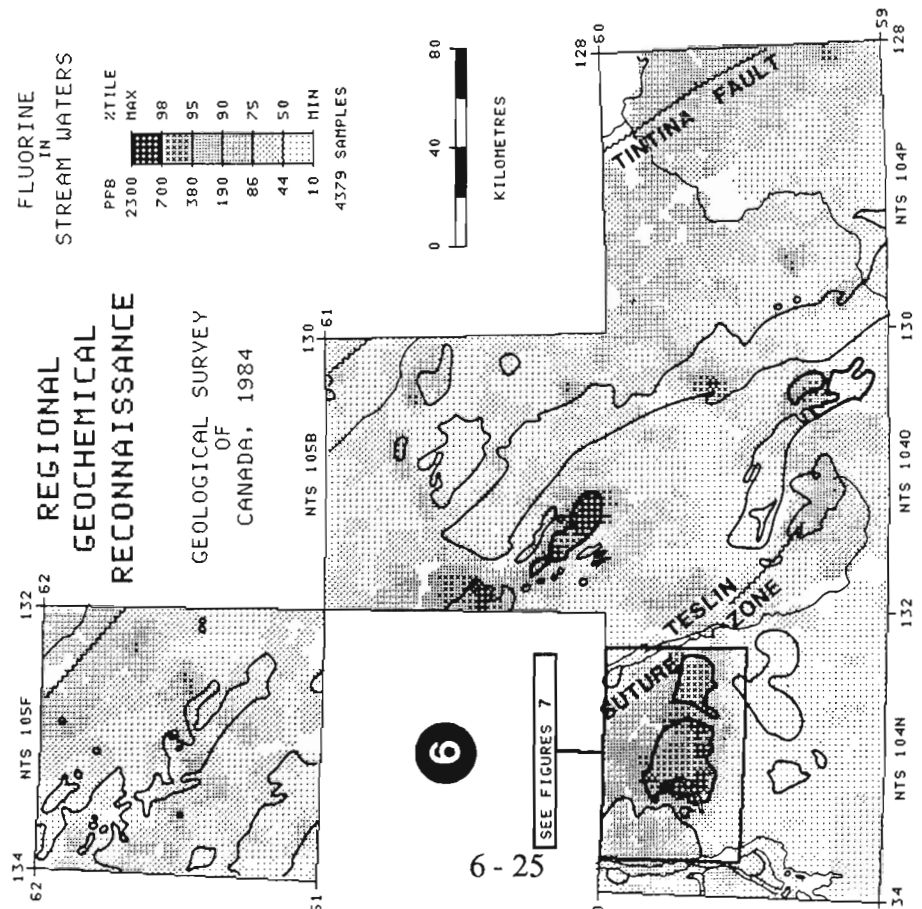 REGIONAL
GEOCHEMICAL
RECONNAISSANCE
GEOLOGICAL SURVEY
OF
CANADA, 1984
FLUORINE
IN
STREAM WATERS
PPB %TILE
2300 MAX
700 98
380 95
190 90
86 75
44 50
10 MIN
4379 SAMPLES
0 40 80
KILOMETRES
134 NTS 105F 132
62 62
61
NTS 105B 130
61
128
60
TINTINA FAULT
TESLIN
SUTURE ZONE
6
SEE FIGURES 7
6 - 25
0
34 NTS 104N 132 NTS 104O 130 NTS 104P 128
59